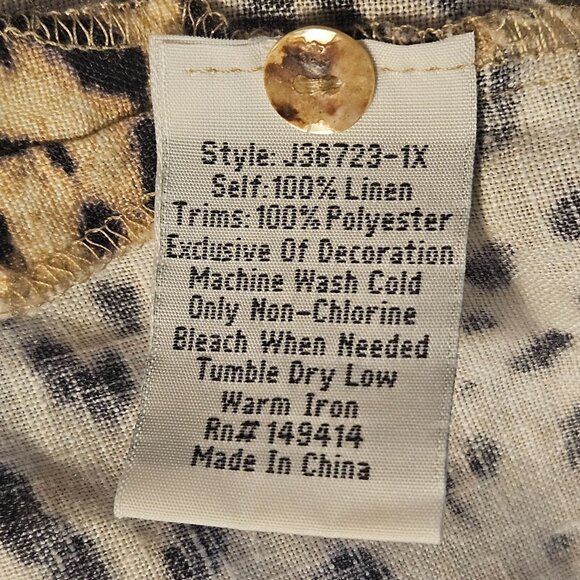 Style: J36723-1X
Self: 100% Linen
Trims: 100% Polyester
Exclusive Of Decoration
Machine Wash Cold
Only Non-Chlorine
Bleach When Needed
Tumble Dry Low
Warm Iron
Rn# 149414
Made In China